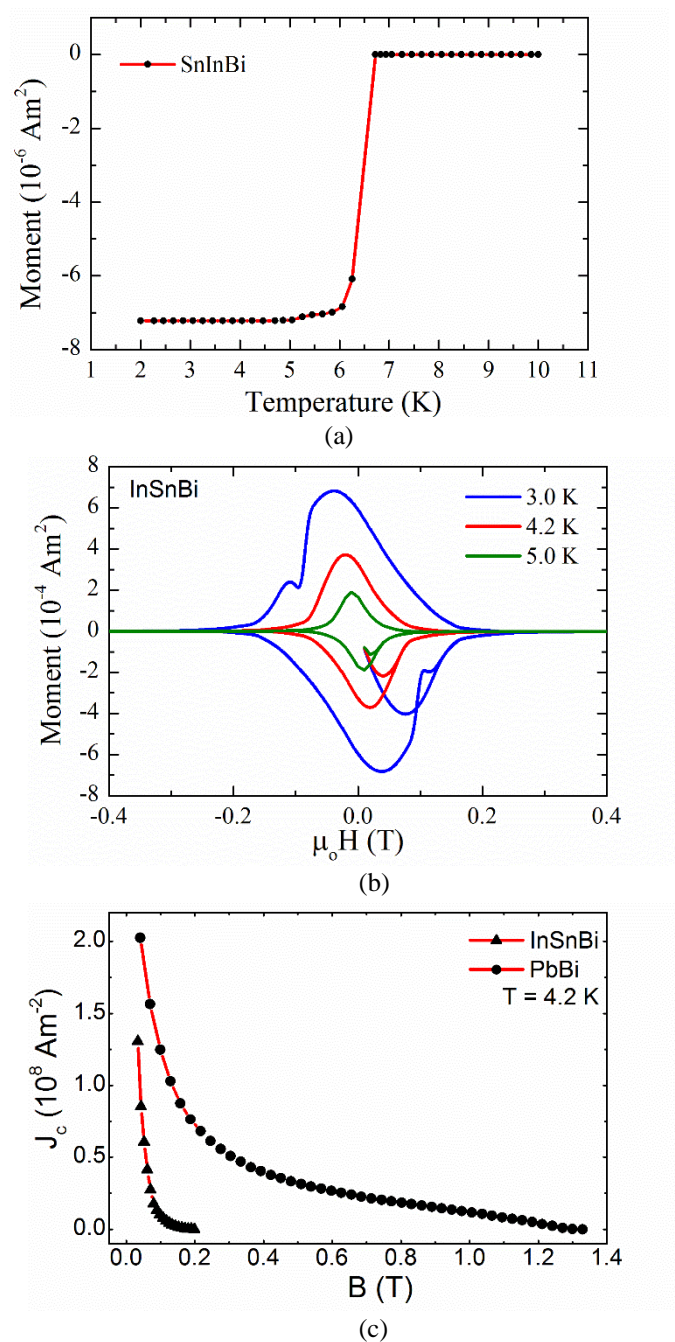 SnInBi
Moment (10⁻⁶ Am²)
0
-2
-4
-6
-8
1 2 3 4 5 6 7 8 9 10 11
Temperature (K)
(a)
InSnBi
3.0 K
4.2 K
5.0 K
Moment (10⁻⁴ Am²)
8
6
4
2
0
-2
-4
-6
-8
-0.4 -0.2 0.0 0.2 0.4
μₒH (T)
(b)
InSnBi
PbBi
T = 4.2 K
J_c (10⁸ Am⁻²)
2.0
1.5
1.0
0.5
0.0
0.0 0.2 0.4 0.6 0.8 1.0 1.2 1.4
B (T)
(c)